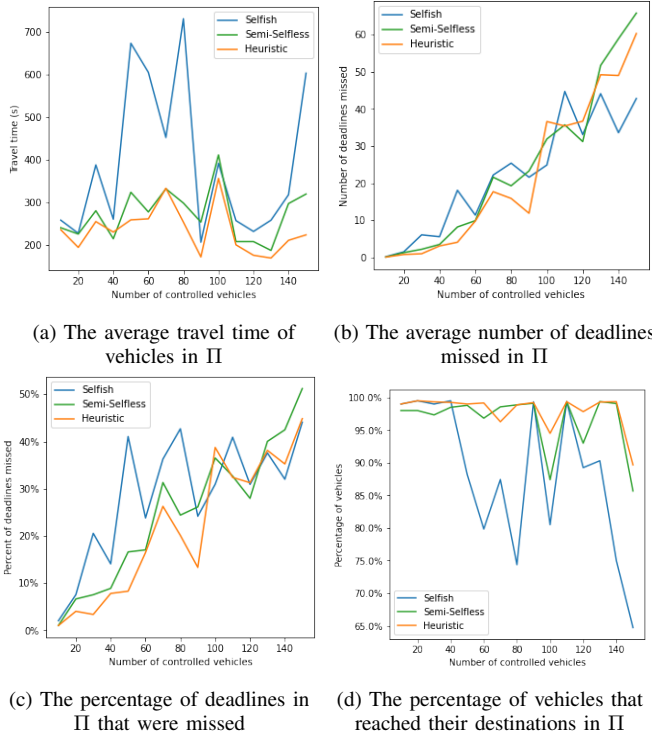 Selfish
Semi-Selfless
Heuristic
700
600
500
400
300
200
Travel time (s)
20 40 60 80 100 120 140
Number of controlled vehicles
(a) The average travel time of
vehicles in Π
Selfish
Semi-Selfless
Heuristic
60
50
40
30
20
10
0
Number of deadlines missed
20 40 60 80 100 120 140
Number of controlled vehicles
(b) The average number of deadlines
missed in Π
Selfish
Semi-Selfless
Heuristic
50%
40%
30%
20%
10%
0%
Percent of deadlines missed
20 40 60 80 100 120 140
Number of controlled vehicles
(c) The percentage of deadlines in
Π that were missed
100.0%
95.0%
90.0%
85.0%
80.0%
75.0%
70.0%
65.0%
Percentage of vehicles
Selfish
Semi-Selfless
Heuristic
20 40 60 80 100 120 140
Number of controlled vehicles
(d) The percentage of vehicles that
reached their destinations in Π